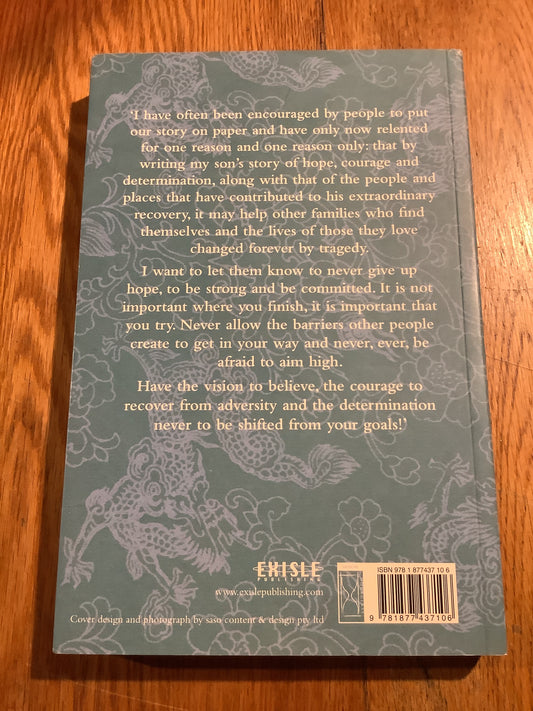 'I have often been encouraged by people to put
our story on paper and have only now relented
for one reason and one reason only: that by
writing my son's story of hope, courage and
determination, along with that of the people and
places that have contributed to his extraordinary
recovery, it may help other families who find
themselves and the lives of those they love
changed forever by tragedy.
I want to let them know to never give up
hope, to be strong and be committed. It is not
important where you finish, it is important that
you try. Never allow the barriers other people
create to get in your way and never, ever, be
afraid to aim high.
Have the vision to believe, the courage to
recover from adversity and the determination
never to be shifted from your goals!'
EXISLE
PUBLISHING
www.exislepublishing.com
Cover design and photograph by saso content & design pty ltd
ISBN 978 1 877437 10 6
9 781877 437106